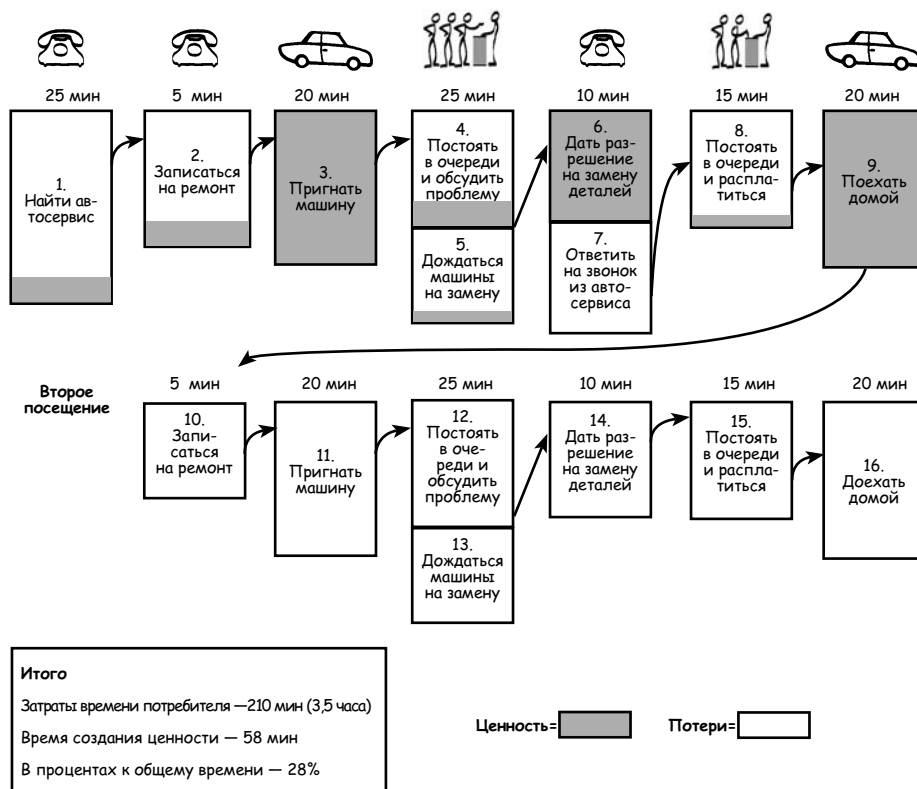 25 мин
5 мин
20 мин
25 мин
10 мин
15 мин
20 мин
1.
Найти ав-
тосервис
2.
Записаться
на ремонт
3.
Пригнать
машину
4.
Постоять
в очереди
и обсудить
проблему
5.
Дождаться
машины
на замену
6.
Дать раз-
решение
на замену
деталей
7.
Ответить
на звонок
из авто-
сервиса
8.
Постоять
в очереди
и распла-
титься
9.
Поехать
домой
Второе
посещение
5 мин
20 мин
25 мин
10 мин
15 мин
20 мин
10.
Запи-
саться
на ремонт
11.
Пригнать
машину
12.
Постоять
в оче-
реди и
обсудить
проблему
13.
Дождаться
машины
на замену
14.
Дать раз-
решение
на замену
деталей
15.
Постоять
в очереди
и распла-
титься
16.
Доехать
домой
Итого
Затраты времени потребителя —210 мин (3,5 часа)
Время создания ценности — 58 мин
В процентах к общему времени — 28%
Ценность=
Потери=